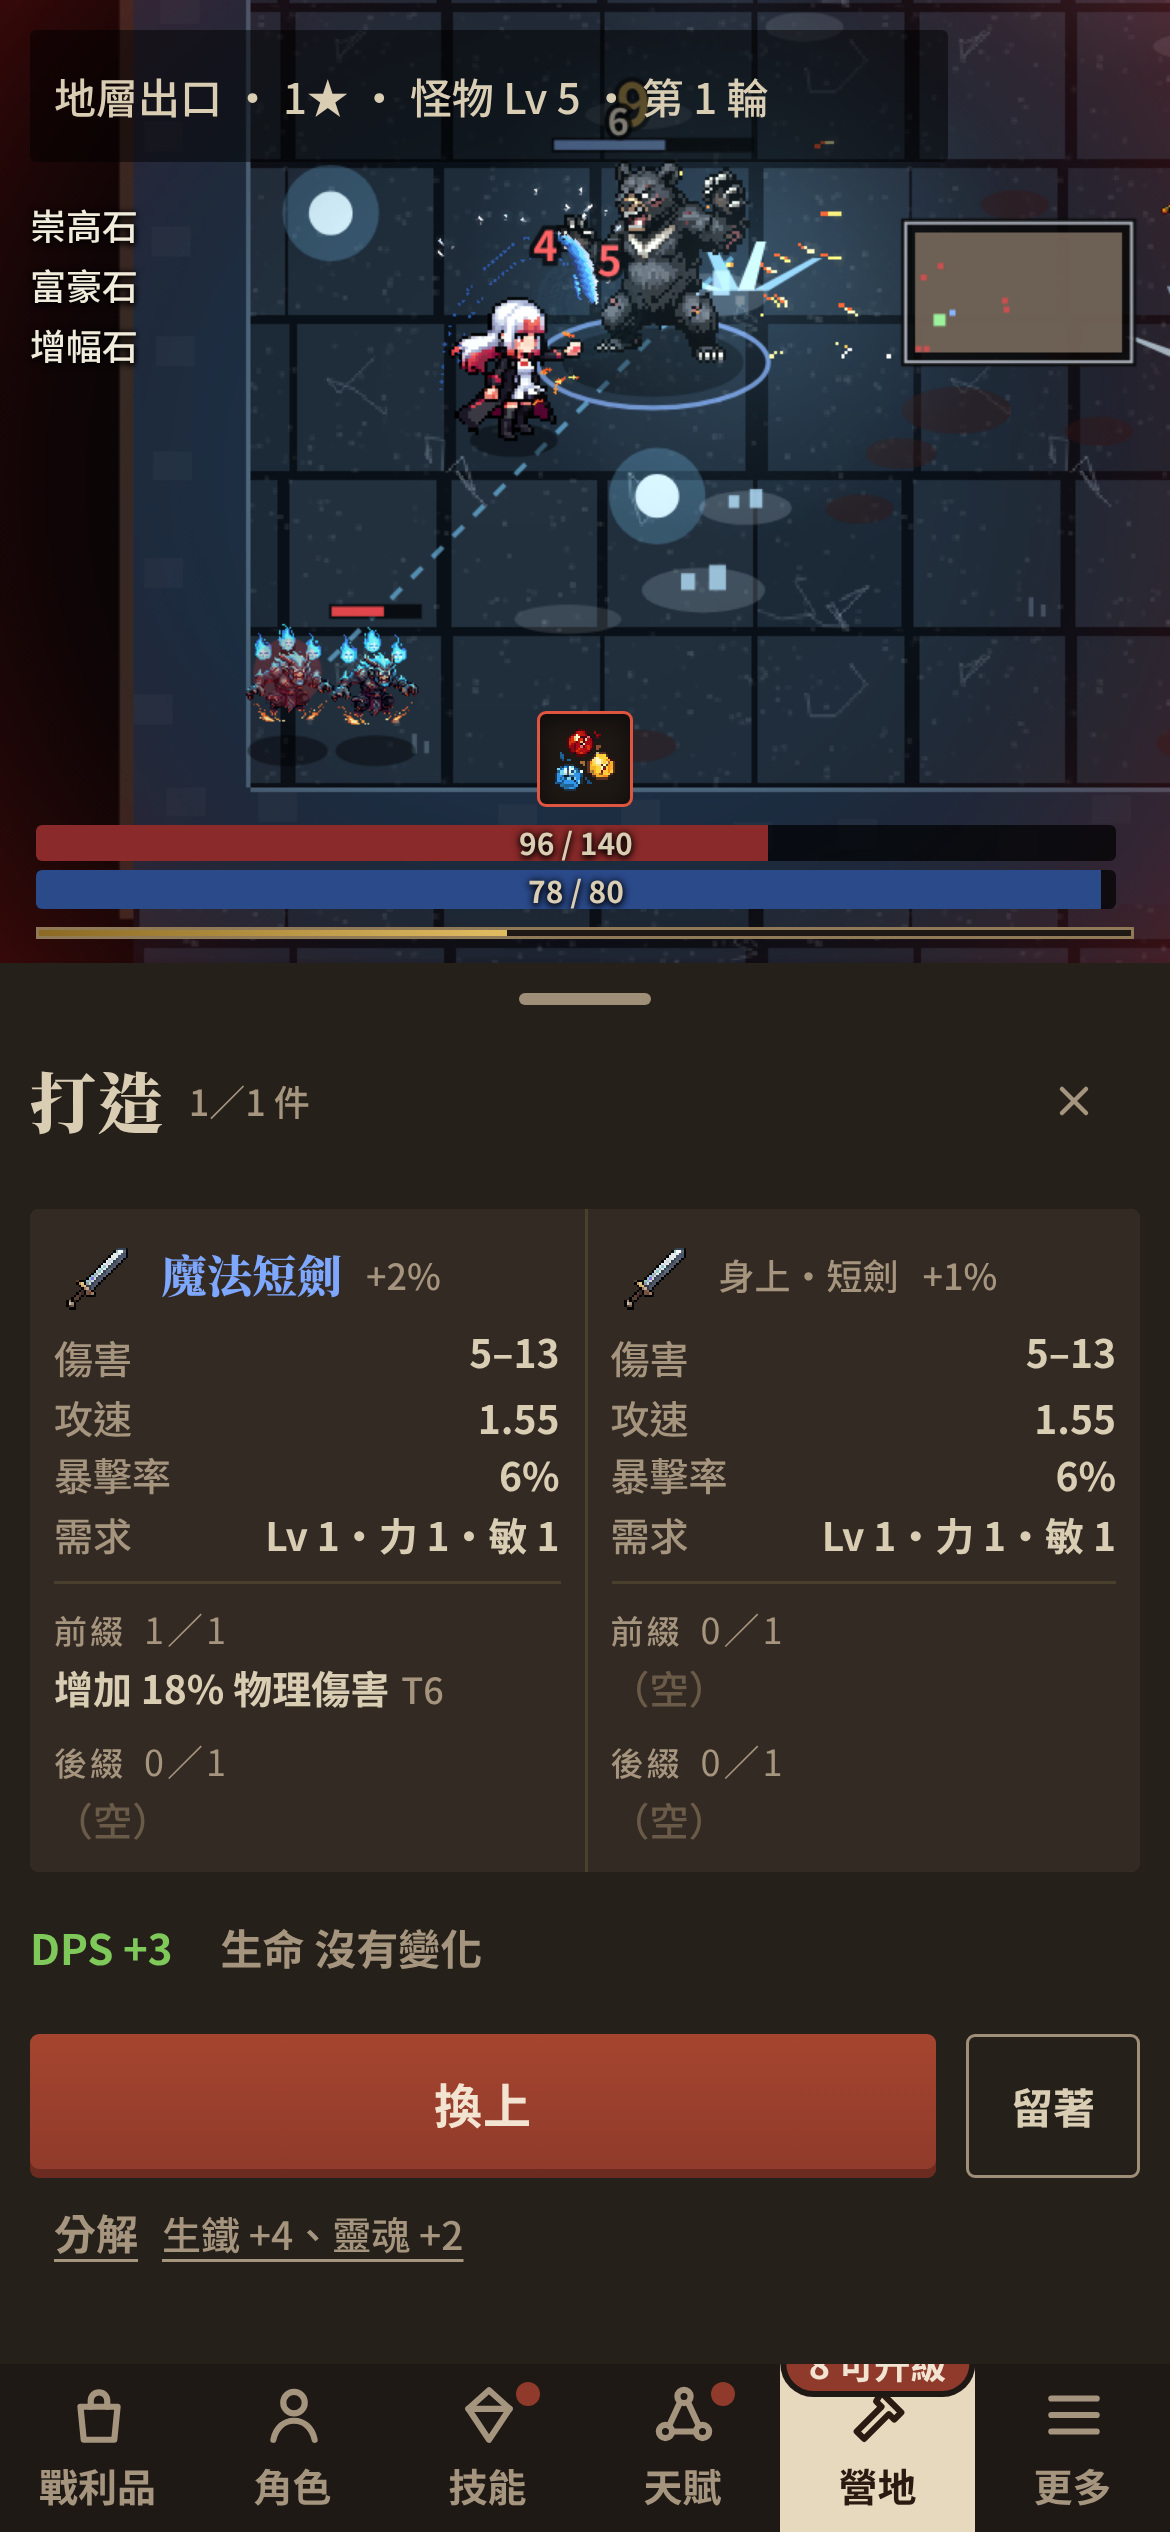 地層出口 · 1★ · 怪物 Lv 5 · 第 1 輪
9
6
崇高石
富豪石
增幅石
4
5
96 / 140
78 / 80
打造 1／1 件
魔法短劍 +2%
傷害 5–13
攻速 1.55
暴擊率 6%
需求 Lv 1 · 力 1 · 敏 1
前綴 1／1
增加 18% 物理傷害 T6
後綴 0／1
（空）
身上 · 短劍 +1%
傷害 5–13
攻速 1.55
暴擊率 6%
需求 Lv 1 · 力 1 · 敏 1
前綴 0／1
（空）
後綴 0／1
（空）
DPS +3 生命 沒有變化
換上
留著
分解 生鐵 +4、靈魂 +2
8 可升級
戰利品
角色
技能
天賦
營地
更多